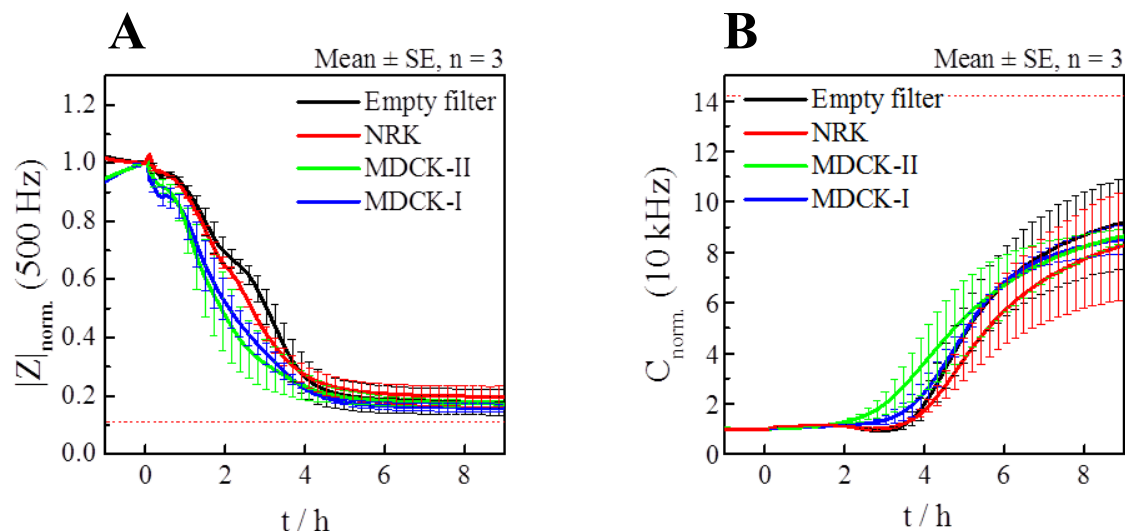 A
Mean ± SE, n = 3
Empty filter
NRK
MDCK-II
MDCK-I
|Z|norm. (500 Hz)
1.2
1.0
0.8
0.6
0.4
0.2
0.0
0 2 4 6 8
t / h
B
Mean ± SE, n = 3
Empty filter
NRK
MDCK-II
MDCK-I
Cnorm. (10 kHz)
14
12
10
8
6
4
2
0
0 2 4 6 8
t / h